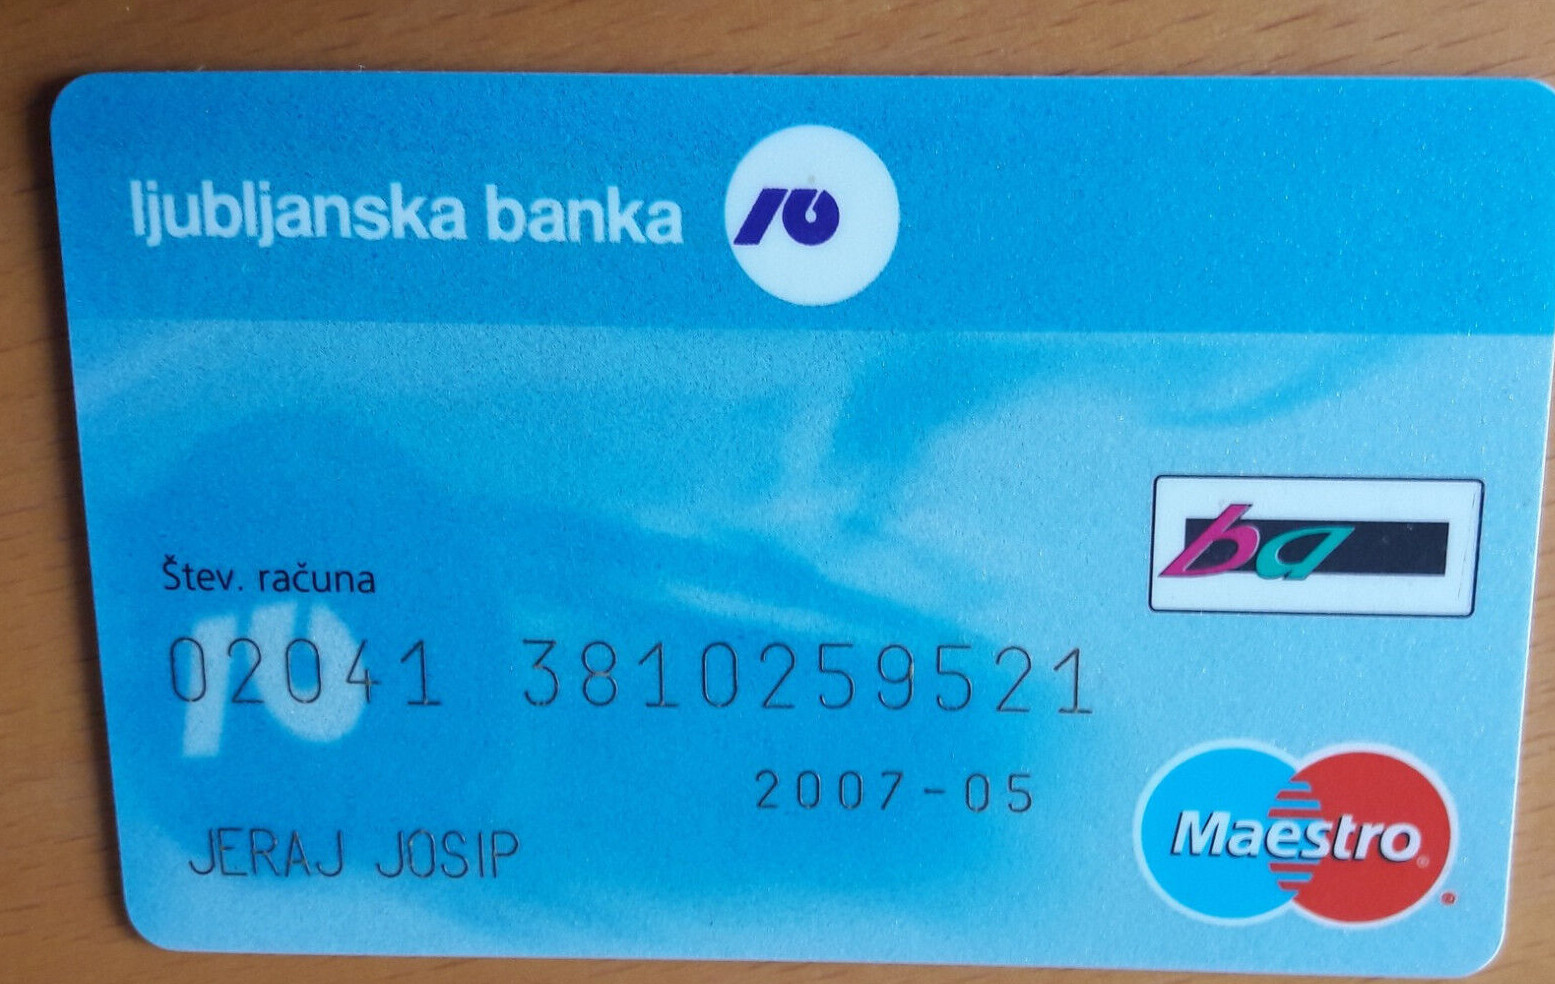 ljubljanska banka
ba
Štev. računa
02041 3810259521
2007-05
JERAJ JOSIP
Maestro